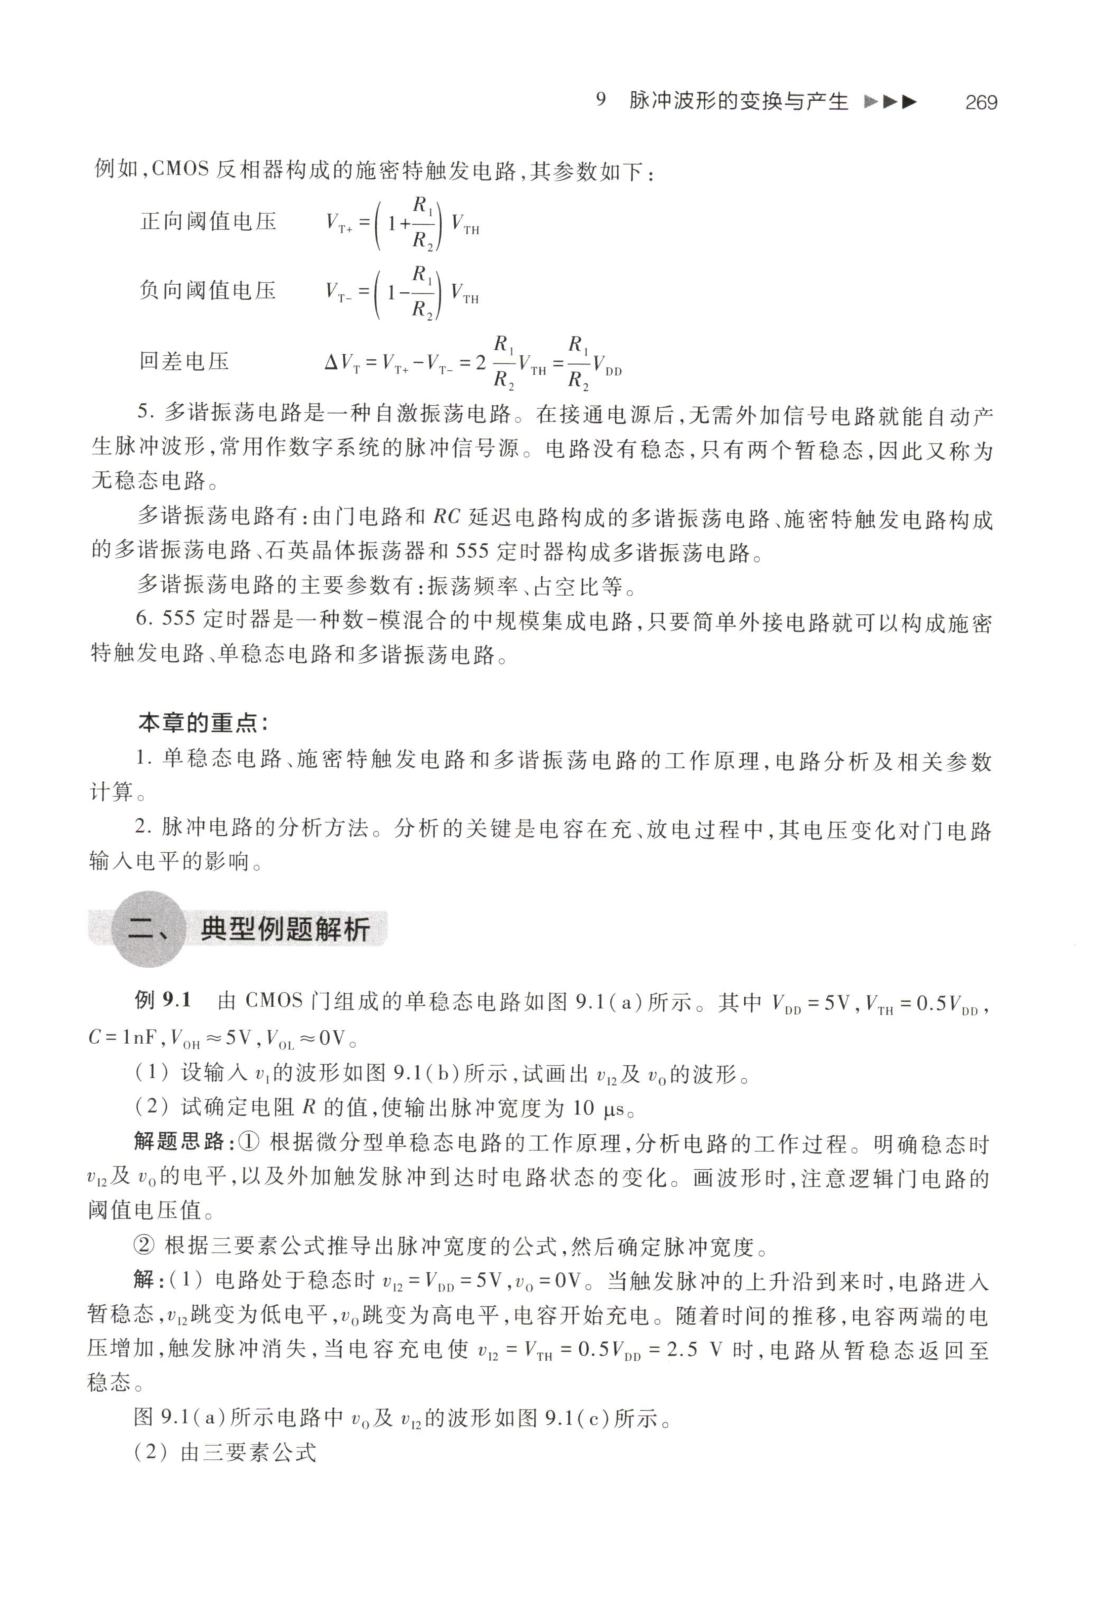 9 脉冲波形的变换与产生 ▶▶▶ 269
例如,CMOS 反相器构成的施密特触发电路,其参数如下:
正向阈值电压 V_{T+} = (1+R_1/R_2) V_{TH}
负向阈值电压 V_{T-} = (1-R_1/R_2) V_{TH}
回差电压 ΔV_T = V_{T+} - V_{T-} = 2 R_1/R_2 V_{TH} = R_1/R_2 V_{DD}
5. 多谐振荡电路是一种自激振荡电路。在接通电源后,无需外加信号电路就能自动产
生脉冲波形,常用作数字系统的脉冲信号源。电路没有稳态,只有两个暂稳态,因此又称为
无稳态电路。
多谐振荡电路有:由门电路和 RC 延迟电路构成的多谐振荡电路、施密特触发电路构成
的多谐振荡电路、石英晶体振荡器和 555 定时器构成多谐振荡电路。
多谐振荡电路的主要参数有:振荡频率、占空比等。
6. 555 定时器是一种数-模混合的中规模集成电路,只要简单外接电路就可以构成施密
特触发电路、单稳态电路和多谐振荡电路。
本章的重点:
1. 单稳态电路、施密特触发电路和多谐振荡电路的工作原理,电路分析及相关参数
计算。
2. 脉冲电路的分析方法。分析的关键是电容在充、放电过程中,其电压变化对门电路
输入电平的影响。
二、典型例题解析
例 9.1 由 CMOS 门组成的单稳态电路如图 9.1(a)所示。其中 V_{DD} = 5V, V_{TH} = 0.5V_{DD},
C = 1nF, V_{OH} ≈ 5V, V_{OL} ≈ 0V。
(1) 设输入 v_I 的波形如图 9.1(b)所示,试画出 v_{I2} 及 v_O 的波形。
(2) 试确定电阻 R 的值,使输出脉冲宽度为 10 μs。
解题思路:① 根据微分型单稳态电路的工作原理,分析电路的工作过程。明确稳态时
v_{I2} 及 v_O 的电平,以及外加触发脉冲到达时电路状态的变化。画波形时,注意逻辑门电路的
阈值电压值。
② 根据三要素公式推导出脉冲宽度的公式,然后确定脉冲宽度。
解:(1) 电路处于稳态时 v_{I2} = V_{DD} = 5V, v_O = 0V。当触发脉冲的上升沿到来时,电路进入
暂稳态, v_{I2} 跳变为低电平, v_O 跳变为高电平,电容开始充电。随着时间的推移,电容两端的电
压增加,触发脉冲消失,当电容充电使 v_{I2} = V_{TH} = 0.5V_{DD} = 2.5 V 时,电路从暂稳态返回至
稳态。
图 9.1(a)所示电路中 v_O 及 v_{I2} 的波形如图 9.1(c)所示。
(2) 由三要素公式